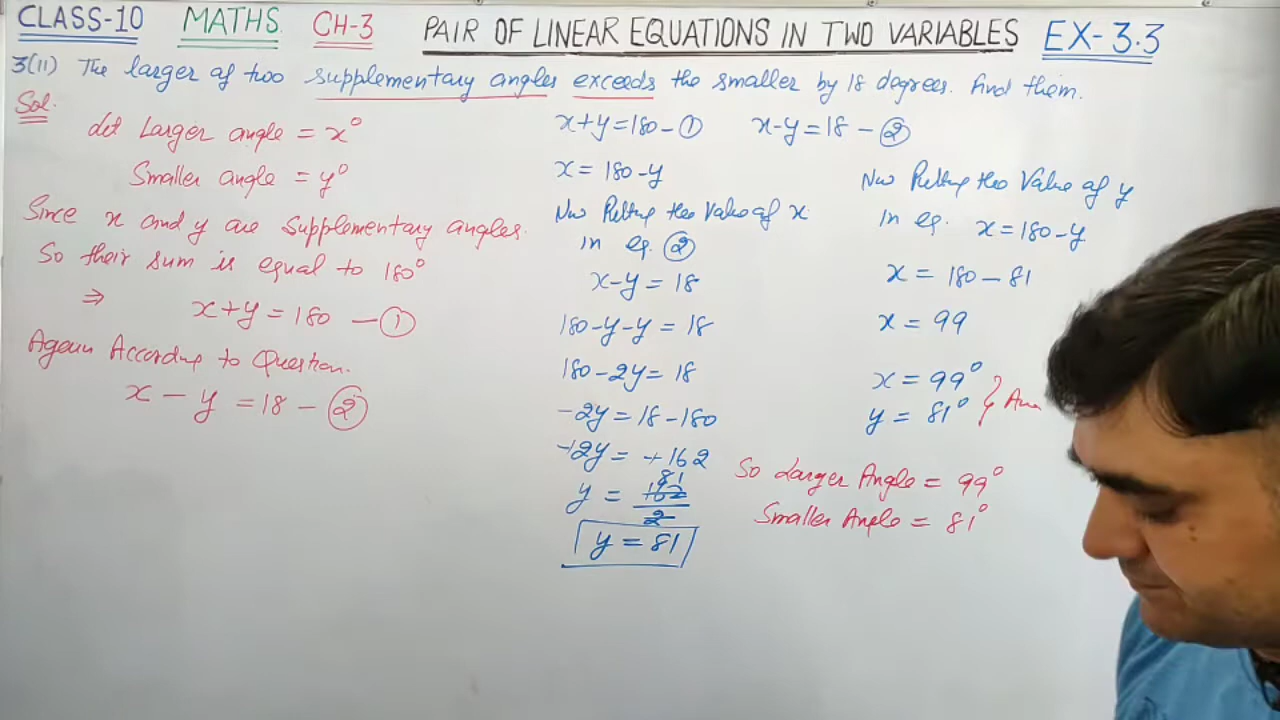 CLASS-10 MATHS CH-3 PAIR OF LINEAR EQUATIONS IN TWO VARIABLES EX-3.3
3(11) The larger of two supplementary angles exceeds the smaller by 18 degrees. find them.
Sol.
Let Larger angle = x°
Smaller angle = y°
Since x and y are Supplementary angles.
So their sum is equal to 180°
⇒ x+y = 180 — ①
Again According to Question.
x - y = 18 - ②
x+y=180 - ① x-y=18 - ②
x = 180-y
Now Putting the Value of x
in eq. ②
x-y = 18
180-y-y = 18
180-2y = 18
-2y = 18-180
-2y = -162
y = 162/2 81
y = 81
Now Putting the Value of y
in eq. x=180-y
x = 180-81
x = 99
x = 99°
y = 81° } Ans
So Larger Angle = 99°
Smaller Angle = 81°